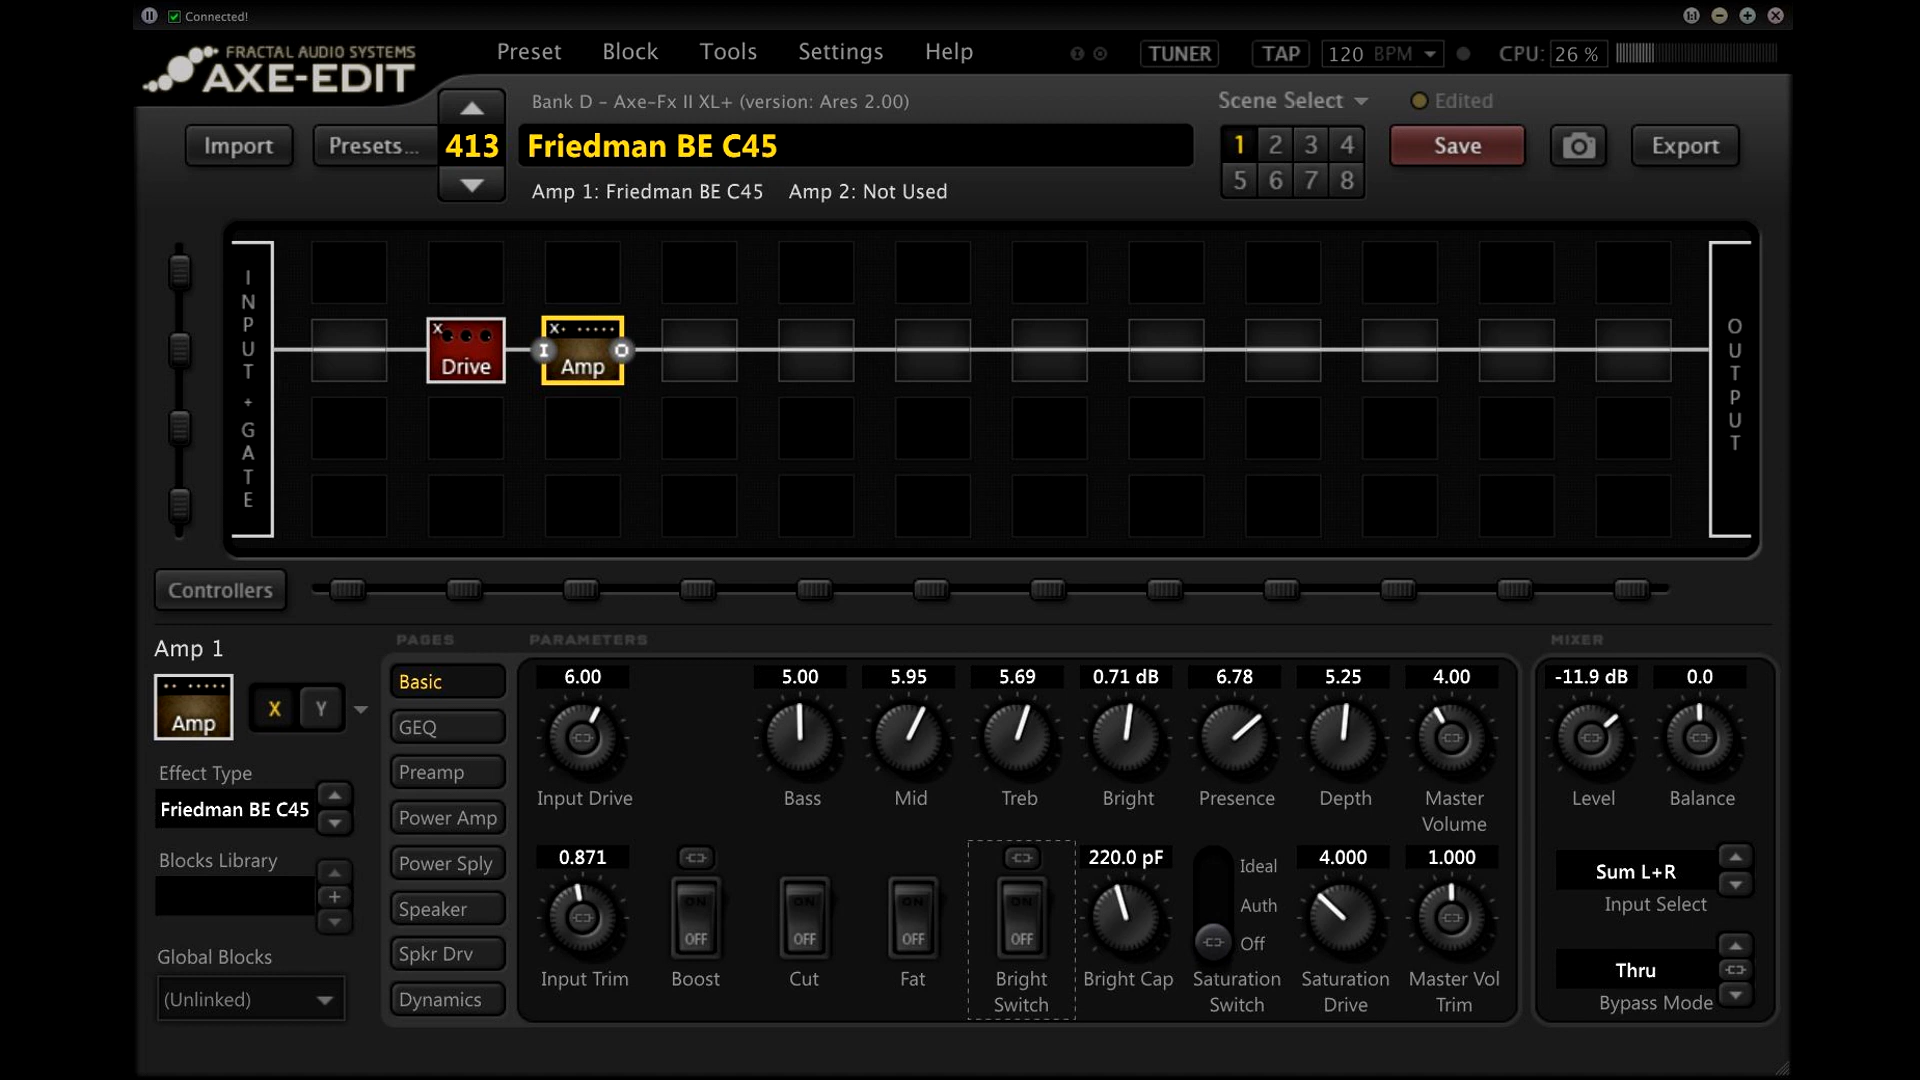 Connected!
FRACTAL AUDIO SYSTEMS
AXE-EDIT
Preset Block Tools Settings Help
TUNER TAP 120 BPM CPU: 26 %
Bank D - Axe-Fx II XL+ (version: Ares 2.00)
Scene Select Edited
Import Presets... 413 Friedman BE C45
1 2 3 4
5 6 7 8
Save Export
Amp 1: Friedman BE C45 Amp 2: Not Used
INPUT + GATE
X Drive
X Amp
I O
OUTPUT
Controllers
Amp 1
Amp
X Y
Effect Type
Friedman BE C45
Blocks Library
Global Blocks
(Unlinked)
PAGES
Basic
GEQ
Preamp
Power Amp
Power Sply
Speaker
Spkr Drv
Dynamics
PARAMETERS
6.00 5.00 5.95 5.69 0.71 dB 6.78 5.25 4.00
Input Drive Bass Mid Treb Bright Presence Depth Master Volume
0.871 220.0 pF 4.000 1.000
ON OFF ON OFF ON OFF ON OFF
Ideal
Auth
Off
Input Trim Boost Cut Fat Bright Switch Bright Cap Saturation Switch Saturation Drive Master Vol Trim
MIXER
-11.9 dB 0.0
Level Balance
Sum L+R
Input Select
Thru
Bypass Mode